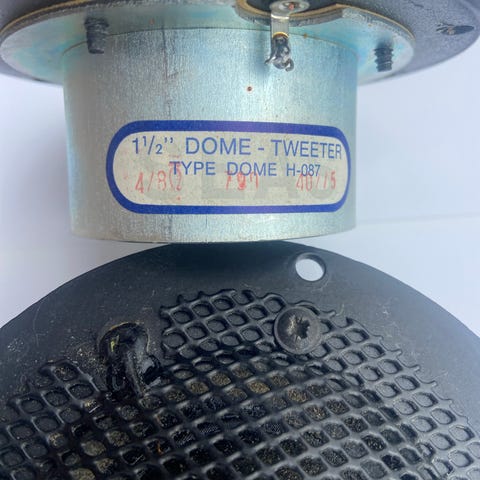 1½" DOME - TWEETER
TYPE DOME H-087
4/8Ω